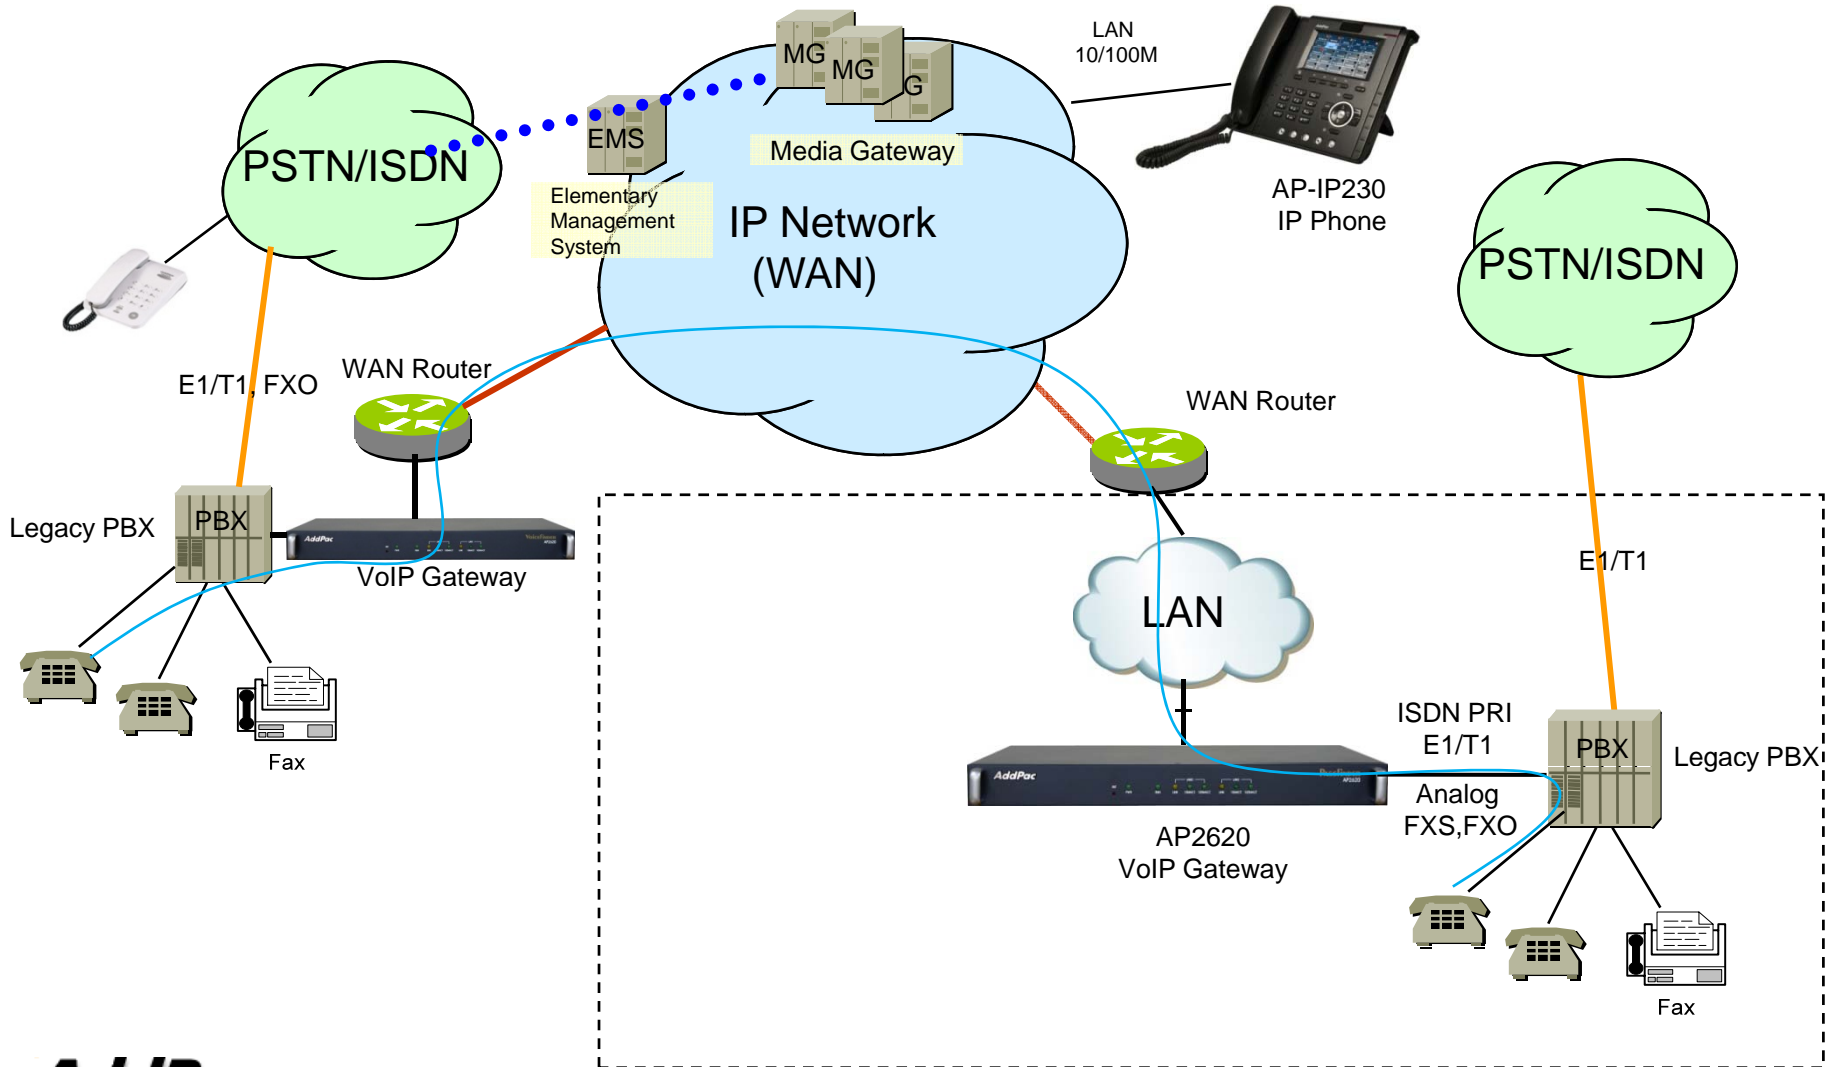 MG
MG
G
LAN
10/100M
EMS
PSTN/ISDN
Media Gateway
Elementary
Management
System
IP Network
(WAN)
AP-IP230
IP Phone
PSTN/ISDN
E1/T1, FXO
WAN Router
WAN Router
Legacy PBX
PBX
AddPac
VoIP Gateway
E1/T1
LAN
Fax
ISDN PRI
E1/T1
PBX
Legacy PBX
AddPac
AP2620
Analog
FXS,FXO
AP2620
VoIP Gateway
Fax